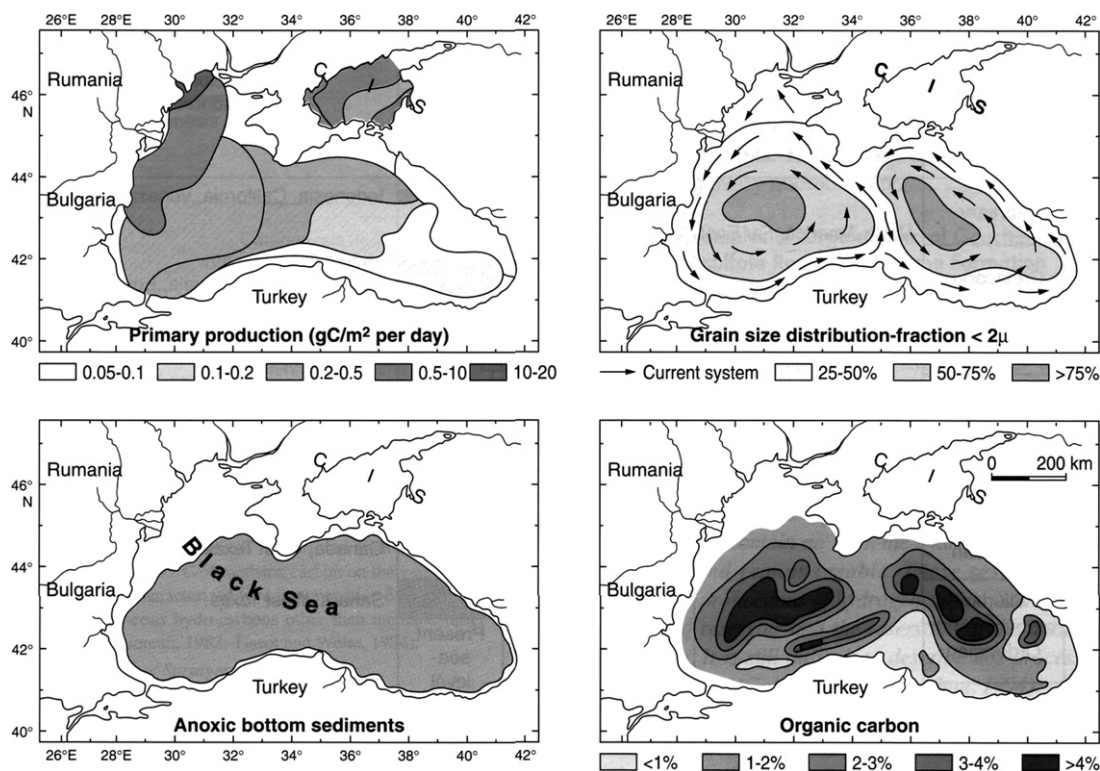 26°E 28° 30° 32° 34° 36° 38° 40° 42°
Rumania
C
I
S
46°
N
44°
Bulgaria
42°
Turkey
Primary production (gC/m² per day)
40°
0.05-0.1 0.1-0.2 0.2-0.5 0.5-10 10-20
28°E 28° 30° 32° 34° 36° 38° 40° 42°
Rumania
C
I
S
Bulgaria
Turkey
Grain size distribution-fraction < 2μ
Current system 25-50% 50-75% >75%
Rumania
C
I
S
46°
N
44°
Black Sea
Bulgaria
42°
Turkey
Anoxic bottom sediments
40°
26°E 28° 30° 32° 34° 36° 38° 40° 42°
Rumania
C
I
S
0 200 km
Bulgaria
Turkey
Organic carbon
26°E 28° 30° 32° 34° 36° 38° 40° 42°
<1% 1-2% 2-3% 3-4% >4%